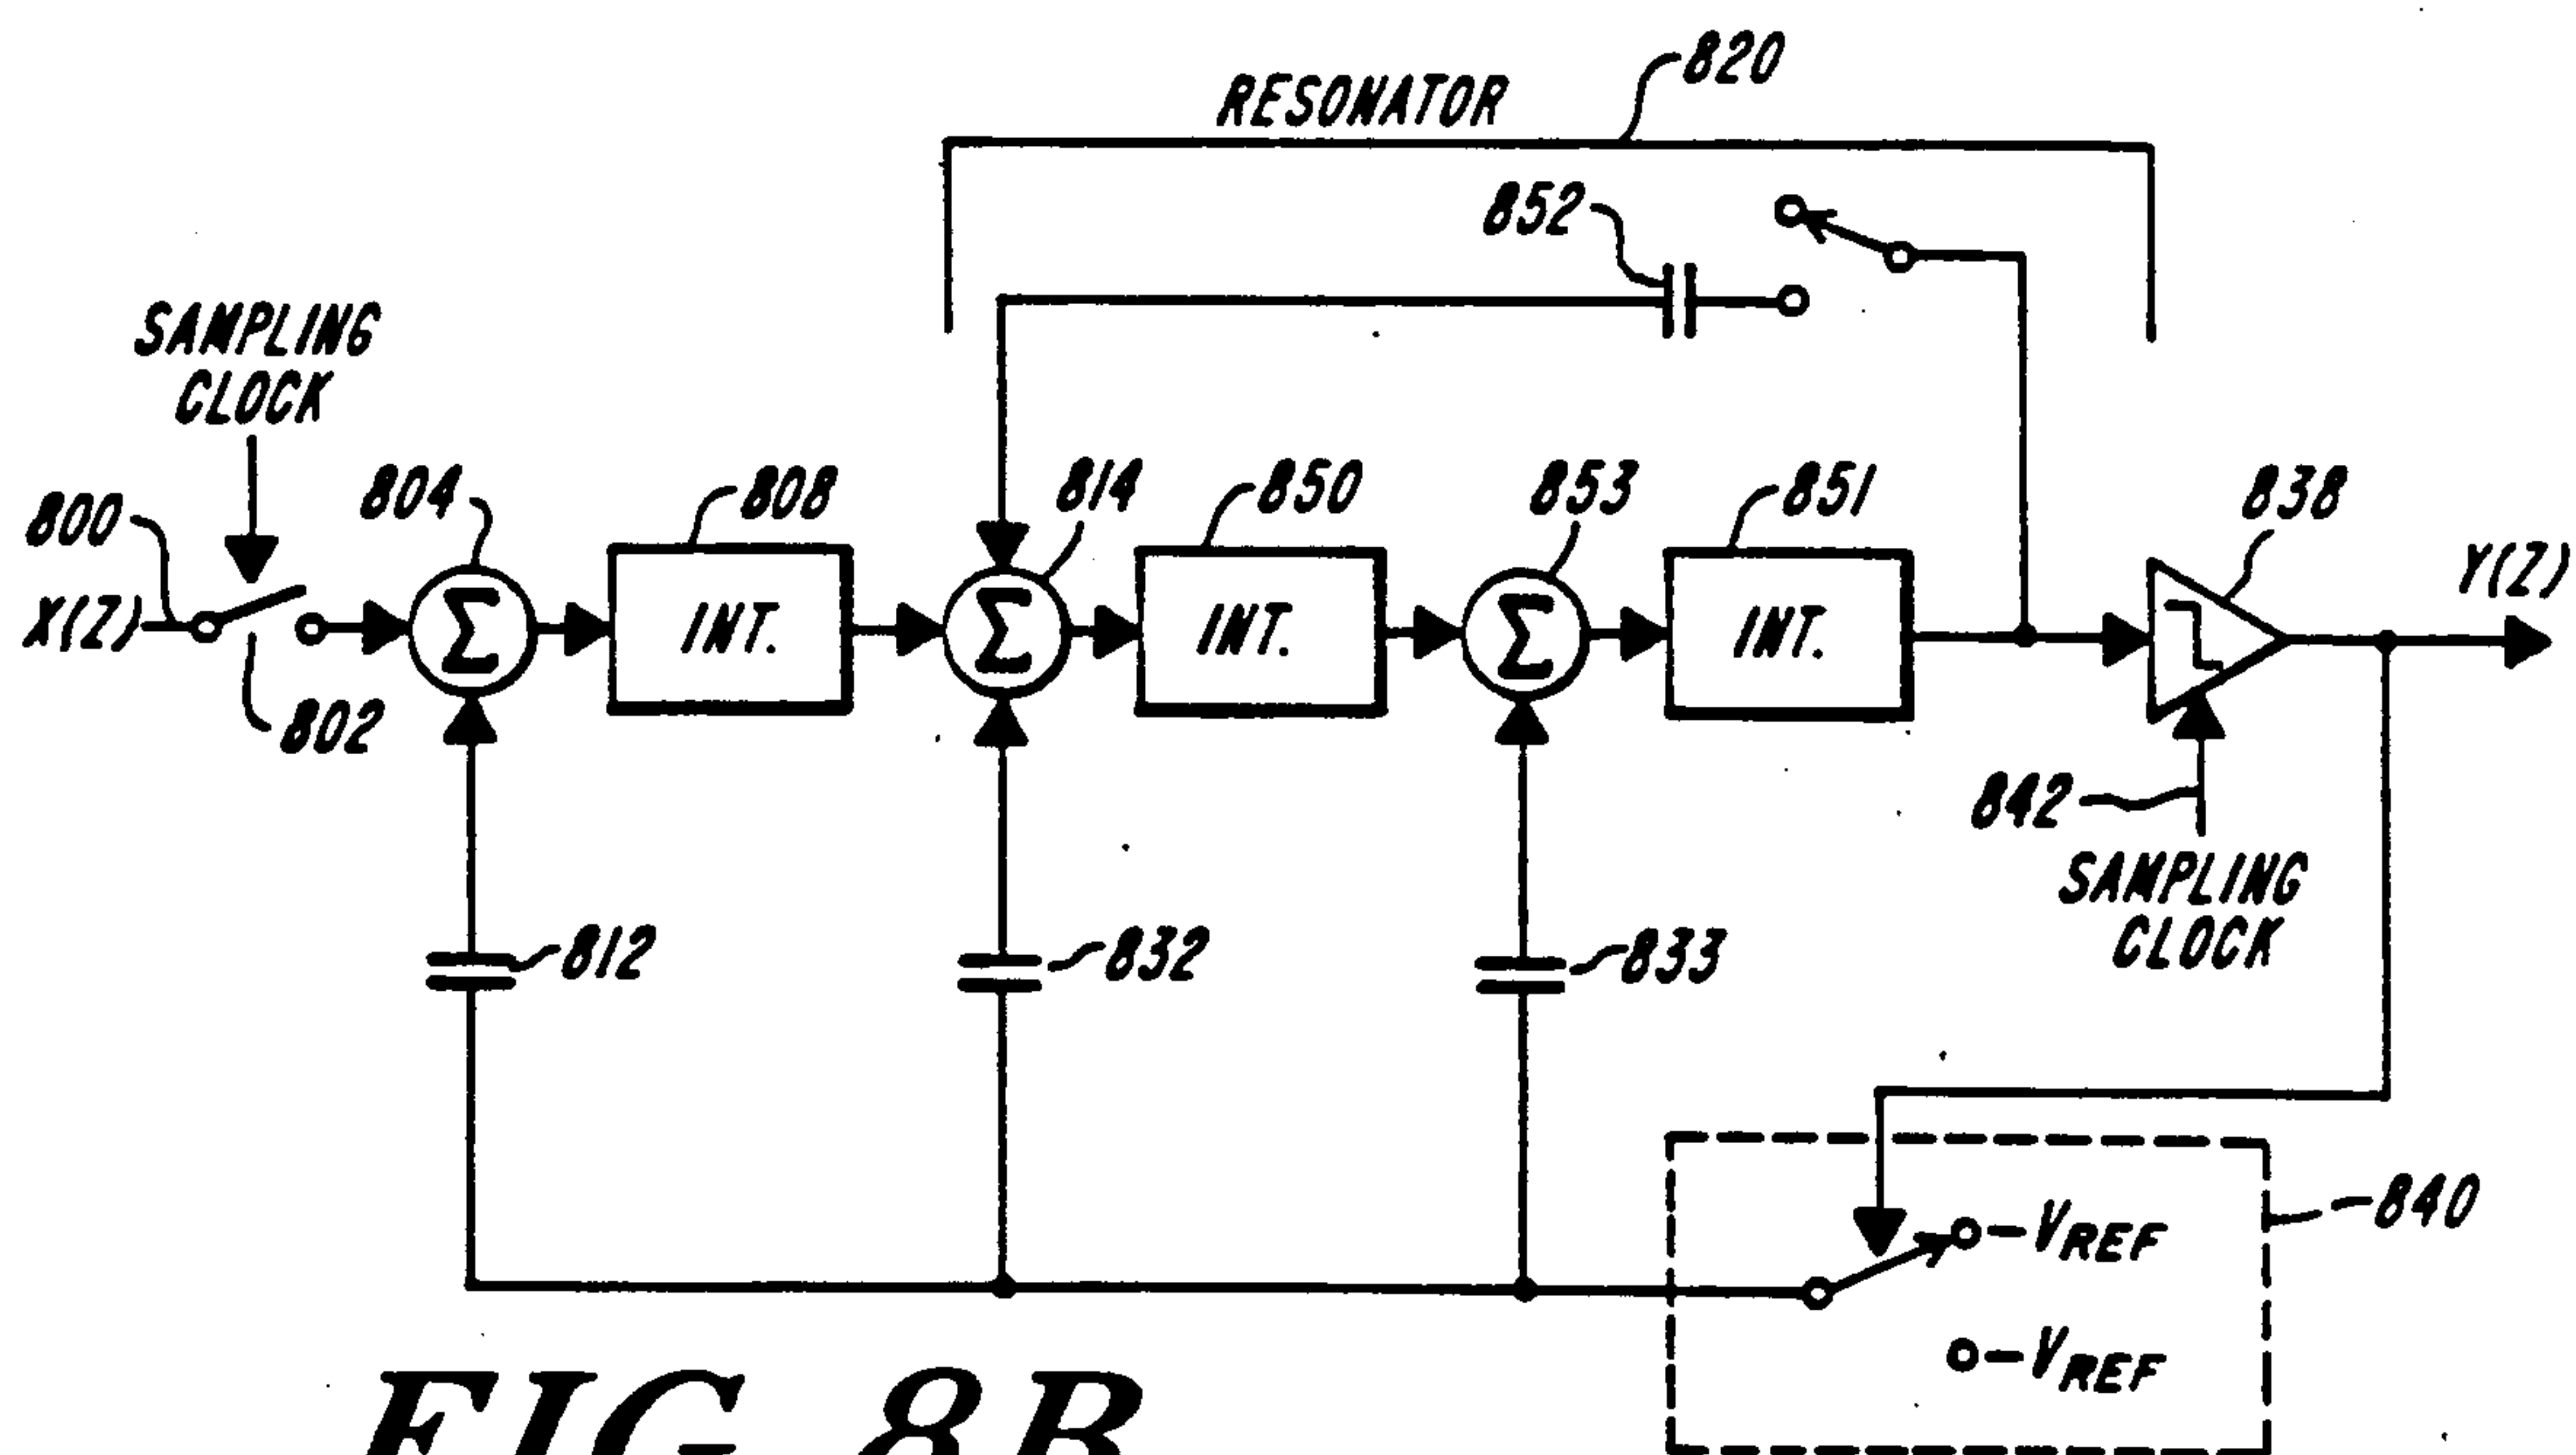 820
RESONATOR
852
SAMPLING
CLOCK
800
804
808
814
850
853
851
838
X(Z)
Σ
INT.
Σ
INT.
Σ
INT.
Y(Z)
802
842
SAMPLING
CLOCK
812
832
833
840
-VREF
-VREF
FIG. 8B